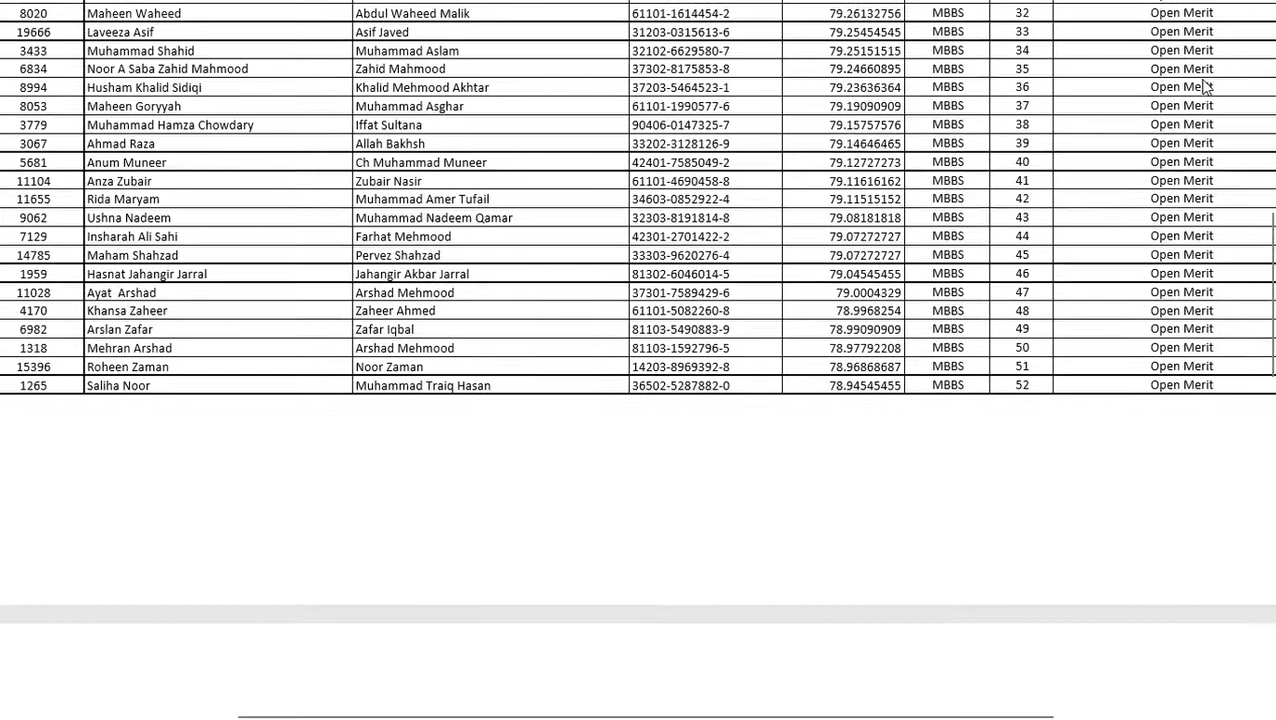 8020 Maheen Waheed Abdul Waheed Malik 61101-1614454-2 79.26132756 MBBS 32 Open Merit
19666 Laveeza Asif Asif Javed 31203-0315613-6 79.25454545 MBBS 33 Open Merit
3433 Muhammad Shahid Muhammad Aslam 32102-6629580-7 79.25151515 MBBS 34 Open Merit
6834 Noor A Saba Zahid Mahmood Zahid Mahmood 37302-8175853-8 79.24660895 MBBS 35 Open Merit
8994 Husham Khalid Sidiqi Khalid Mehmood Akhtar 37203-5464523-1 79.23636364 MBBS 36 Open Merit
8053 Maheen Goryyah Muhammad Asghar 61101-1990577-6 79.19090909 MBBS 37 Open Merit
3779 Muhammad Hamza Chowdary Iffat Sultana 90406-0147325-7 79.15757576 MBBS 38 Open Merit
3067 Ahmad Raza Allah Bakhsh 33202-3128126-9 79.14646465 MBBS 39 Open Merit
5681 Anum Muneer Ch Muhammad Muneer 42401-7585049-2 79.12727273 MBBS 40 Open Merit
11104 Anza Zubair Zubair Nasir 61101-4690458-8 79.11616162 MBBS 41 Open Merit
11655 Rida Maryam Muhammad Amer Tufail 34603-0852922-4 79.11515152 MBBS 42 Open Merit
9062 Ushna Nadeem Muhammad Nadeem Qamar 32303-8191814-8 79.08181818 MBBS 43 Open Merit
7129 Insharah Ali Sahi Farhat Mehmood 42301-2701422-2 79.07272727 MBBS 44 Open Merit
14785 Maham Shahzad Pervez Shahzad 33303-9620276-4 79.07272727 MBBS 45 Open Merit
1959 Hasnat Jahangir Jarral Jahangir Akbar Jarral 81302-6046014-5 79.04545455 MBBS 46 Open Merit
11028 Ayat Arshad Arshad Mehmood 37301-7589429-6 79.0004329 MBBS 47 Open Merit
4170 Khansa Zaheer Zaheer Ahmed 61101-5082260-8 78.9968254 MBBS 48 Open Merit
6982 Arslan Zafar Zafar Iqbal 81103-5490883-9 78.99090909 MBBS 49 Open Merit
1318 Mehran Arshad Arshad Mehmood 81103-1592796-5 78.97792208 MBBS 50 Open Merit
15396 Roheen Zaman Noor Zaman 14203-8969392-8 78.96868687 MBBS 51 Open Merit
1265 Saliha Noor Muhammad Traiq Hasan 36502-5287882-0 78.94545455 MBBS 52 Open Merit